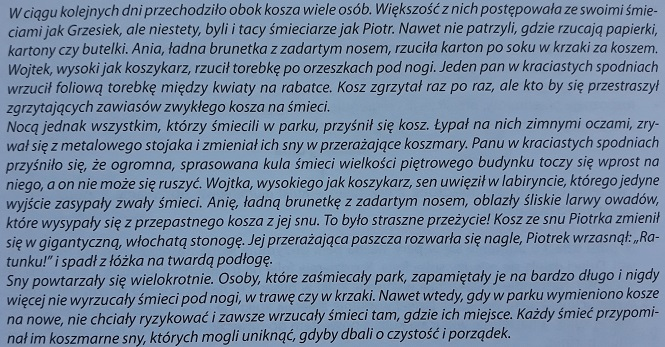 W ciągu kolejnych dni przechodziło obok kosza wiele osób. Większość z nich postępowała ze swoimi śmie-
ciami jak Grzesiek, ale niestety, byli i tacy śmieciarze jak Piotr. Nawet nie patrzyli, gdzie rzucają papierki,
kartony czy butelki. Ania, ładna brunetka z zadartym nosem, rzuciła karton po soku w krzaki za koszem.
Wojtek, wysoki jak koszykarz, rzucił torebkę po orzeszkach pod nogi. Jeden pan w kraciastych spodniach
wrzucił foliową torebkę między kwiaty na rabatce. Kosz zgrzytał raz po raz, ale kto by się przestraszył
zgrzytających zawiasów zwykłego kosza na śmieci.
Nocą jednak wszystkim, którzy śmiecili w parku, przyśnił się kosz. Łypał na nich zimnymi oczami, zry-
wał się z metalowego stojaka i zmieniał ich sny w przerażające koszmary. Panu w kraciastych spodniach
przyśniło się, że ogromna, sprasowana kula śmieci wielkości piętrowego budynku toczy się wprost na
niego, a on nie może się ruszyć. Wojtka, wysokiego jak koszykarz, sen uwięził w labiryncie, którego jedyne
wyjście zasypały zwały śmieci. Anię, ładną brunetkę z zadartym nosem, oblazły śliskie larwy owadów,
które wysypały się z przepastnego kosza z jej snu. To było straszne przeżycie! Kosz ze snu Piotrka zmienił
się w gigantyczną, włochatą stonogę. Jej przerażająca paszcza rozwarła się nagle, Piotrek wrzasnął: „Ra-
tunku!” i spadł z łóżka na twardą podłogę.
Sny powtarzały się wielokrotnie. Osoby, które zaśmiecały park, zapamiętały je na bardzo długo i nigdy
więcej nie wyrzucały śmieci pod nogi, w trawę czy w krzaki. Nawet wtedy, gdy w parku wymieniono kosze
na nowe, nie chciały ryzykować i zawsze wrzucały śmieci tam, gdzie ich miejsce. Każdy śmieć przypomi-
nał im koszmarne sny, których mogli uniknąć, gdyby dbali o czystość i porządek.